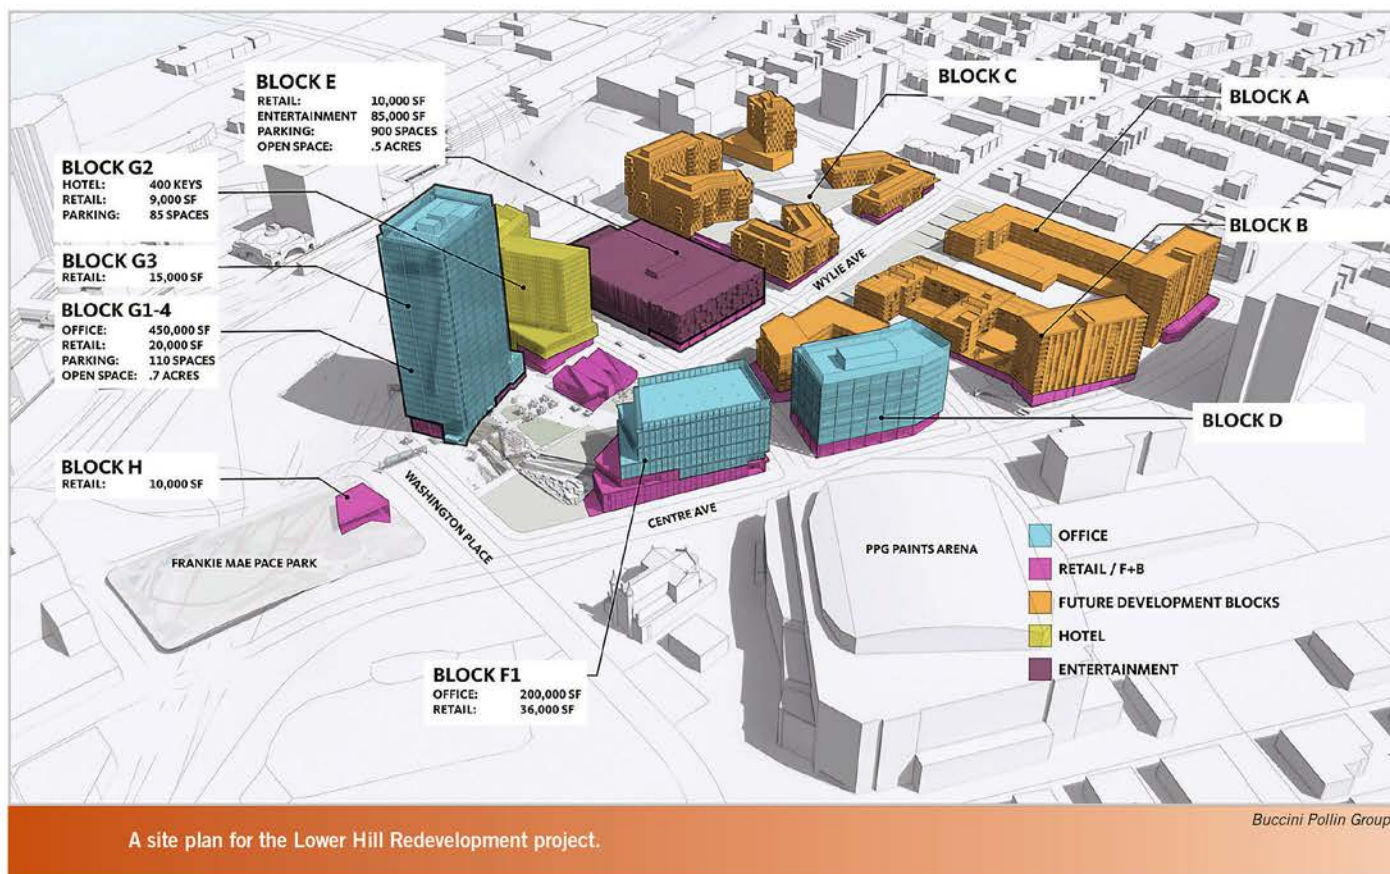 BLOCK E
RETAIL: 10,000 SF
ENTERTAINMENT 85,000 SF
PARKING: 900 SPACES
OPEN SPACE: .5 ACRES
BLOCK C
BLOCK A
BLOCK G2
HOTEL: 400 KEYS
RETAIL: 9,000 SF
PARKING: 85 SPACES
BLOCK B
BLOCK G3
RETAIL: 15,000 SF
WYLIE AVE
BLOCK G1-4
OFFICE: 450,000 SF
RETAIL: 20,000 SF
PARKING: 110 SPACES
OPEN SPACE: .7 ACRES
BLOCK D
BLOCK H
RETAIL: 10,000 SF
WASHINGTON PLACE
CENTRE AVE
FRANKIE MAE PACE PARK
PPG PAINTS ARENA
OFFICE
RETAIL / F+B
FUTURE DEVELOPMENT BLOCKS
HOTEL
ENTERTAINMENT
BLOCK F1
OFFICE: 200,000 SF
RETAIL: 36,000 SF
Buccini Pollin Group
A site plan for the Lower Hill Redevelopment project.